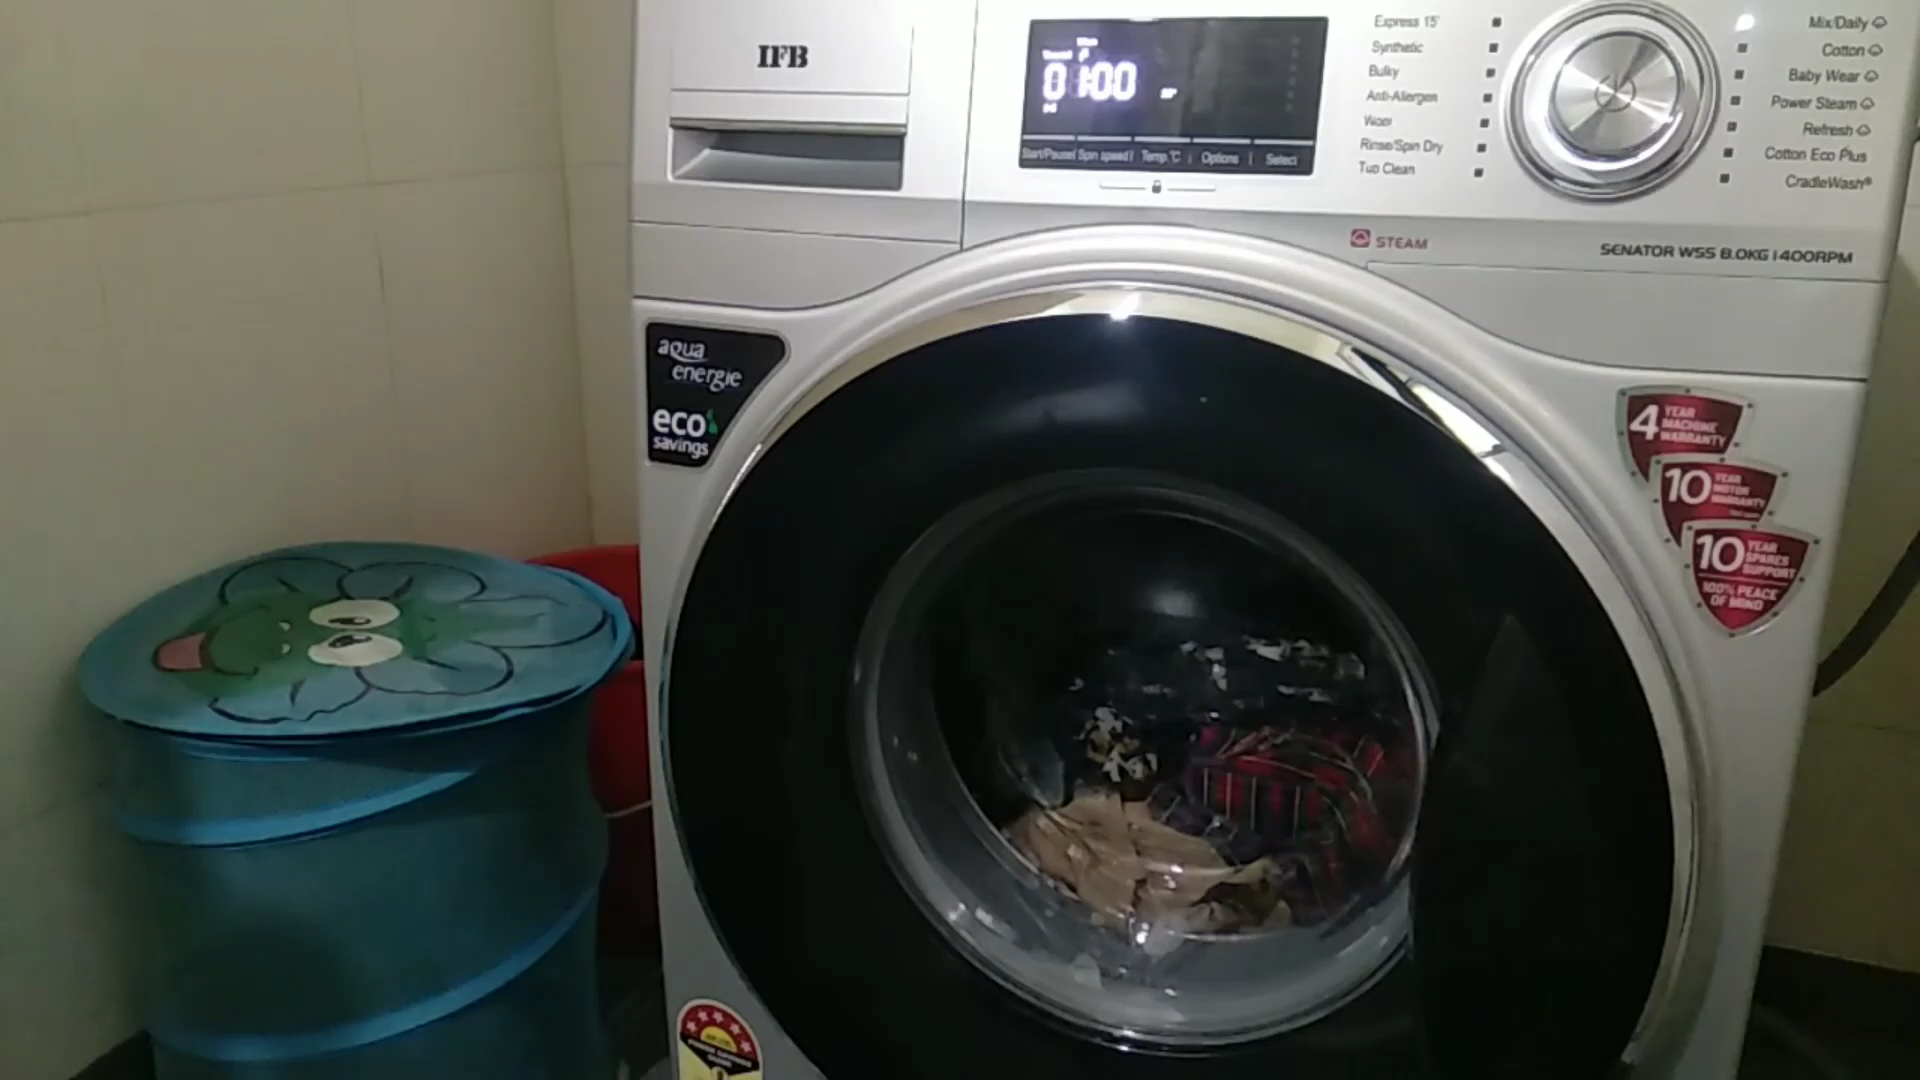 IFB
01:00
Start/Pause | Spin speed | Temp.°C | Options | Select
Express 15'
Synthetic
Bulky
Anti-Allergen
Wool
Rinse/Spin Dry
Tub Clean
Mix/Daily
Cotton
Baby Wear
Power Steam
Refresh
Cotton Eco Plus
CradleWash®
STEAM
SENATOR WSS 8.0KG 1400RPM
aqua
energie
eco
savings
4 YEAR
MACHINE
WARRANTY
10 YEAR
MOTOR
WARRANTY
10 YEAR
SPARES
SUPPORT
100% PEACE
OF MIND